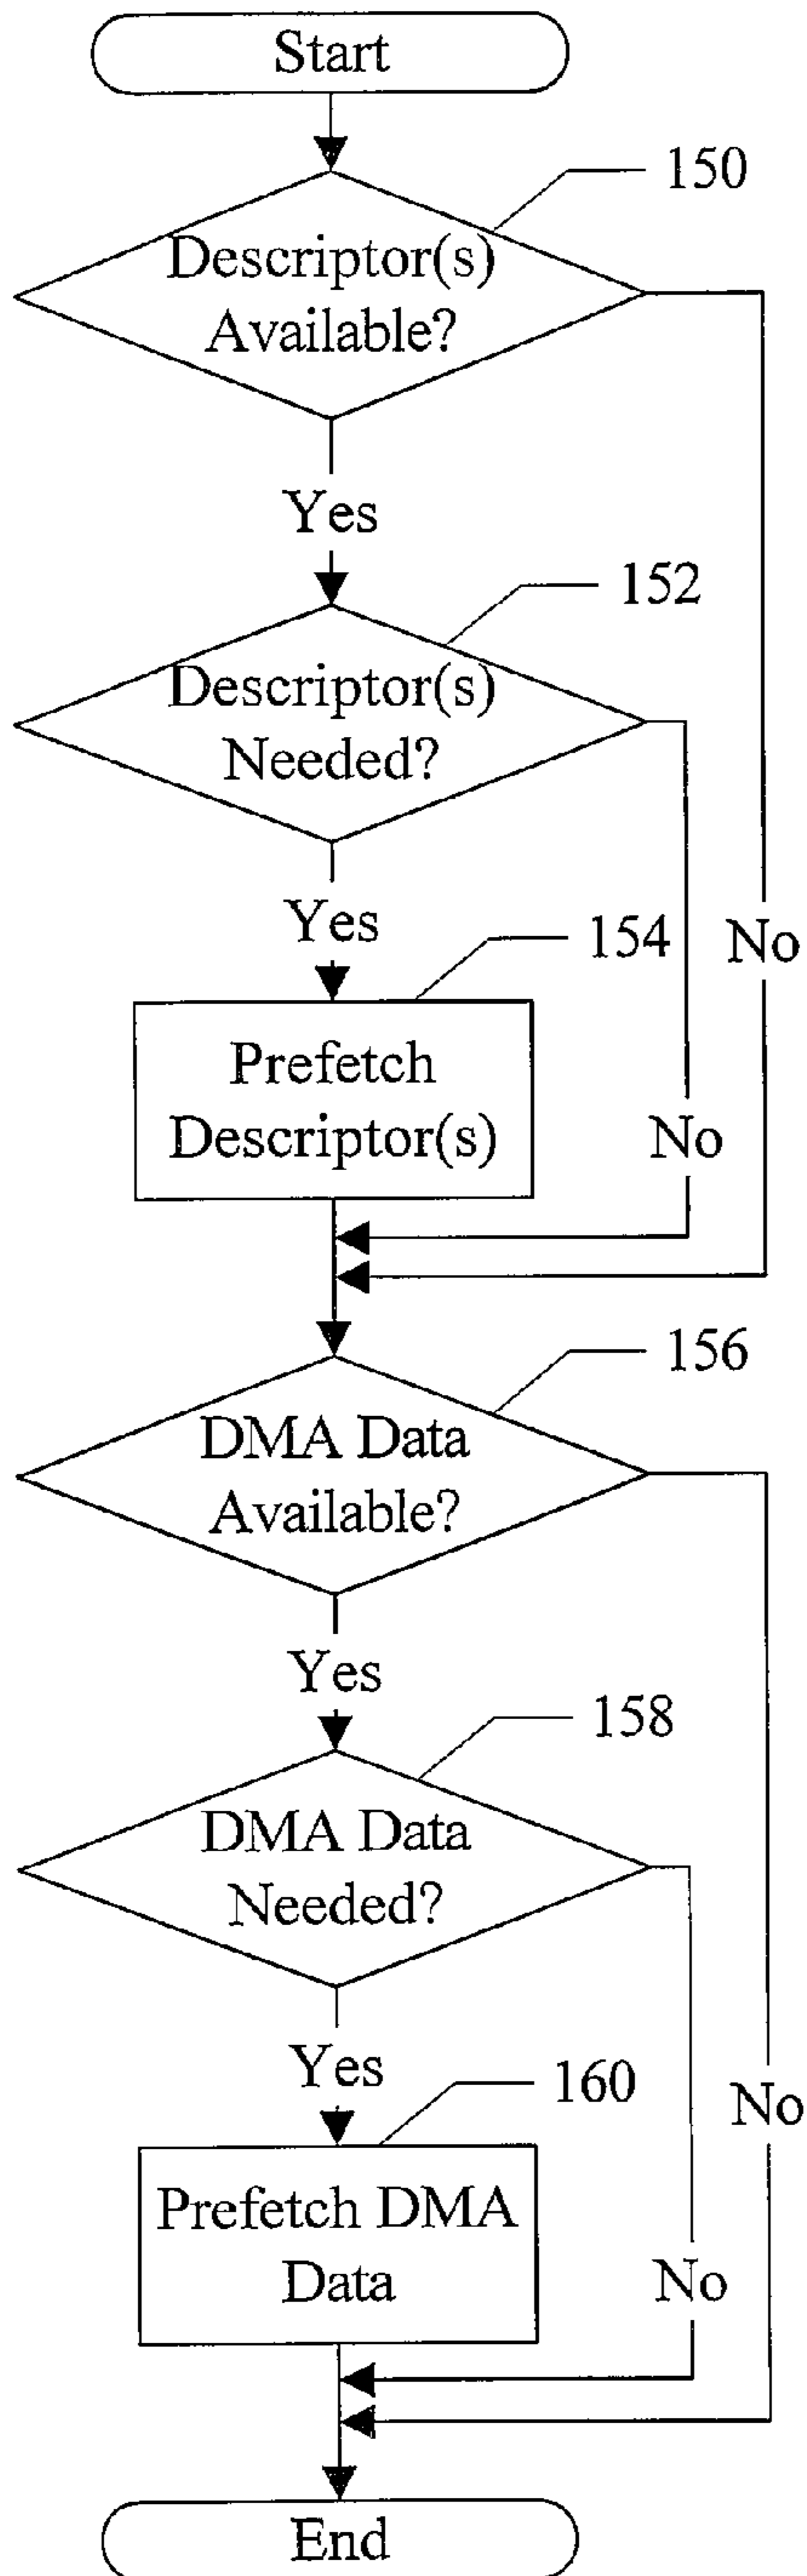 Start
150
Descriptor(s)
Available?
Yes
152
Descriptor(s)
Needed?
Yes
154
No
Prefetch
Descriptor(s)
No
156
DMA Data
Available?
Yes
158
DMA Data
Needed?
Yes
160
No
Prefetch DMA
Data
No
End